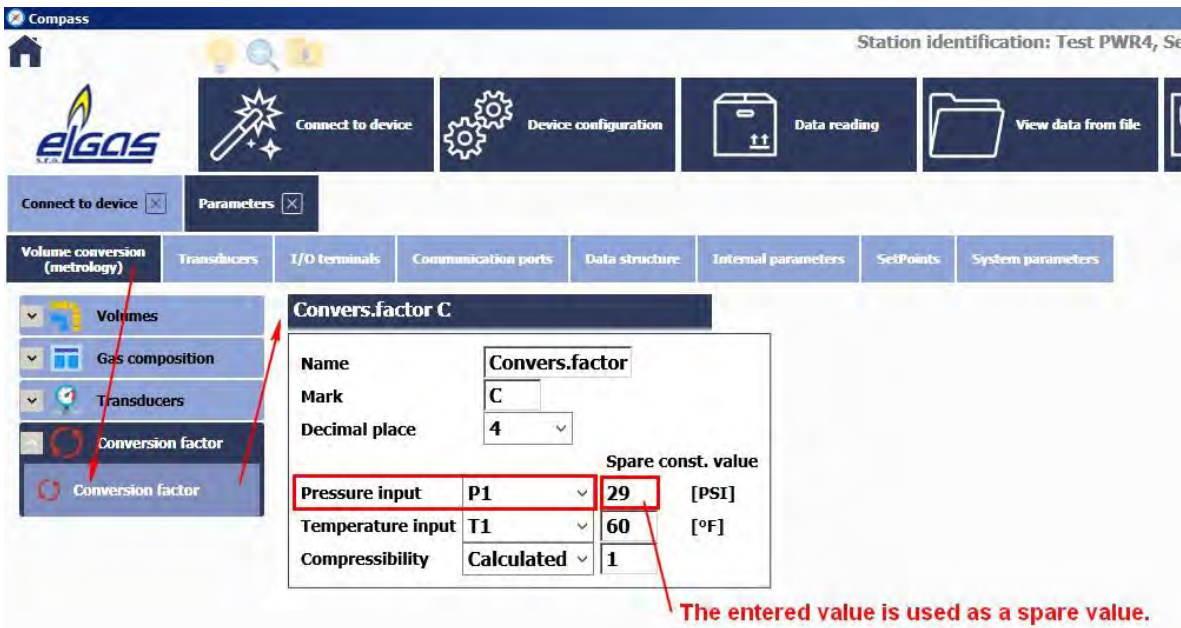 Compass
Station identification: Test PWR4, Se
elgas
s.r.o.
Connect to device
Device configuration
Data reading
View data from file
Connect to device
Parameters
Volume conversion
(metrology)
Transducers
I/O terminals
Communication ports
Data structure
Internal parameters
SetPoints
System parameters
Volumes
Gas composition
Transducers
Conversion factor
Conversion factor
Convers.factor C
Name Convers.factor
Mark C
Decimal place 4
Spare const. value
Pressure input P1 29 [PSI]
Temperature input T1 60 [°F]
Compressibility Calculated 1
The entered value is used as a spare value.